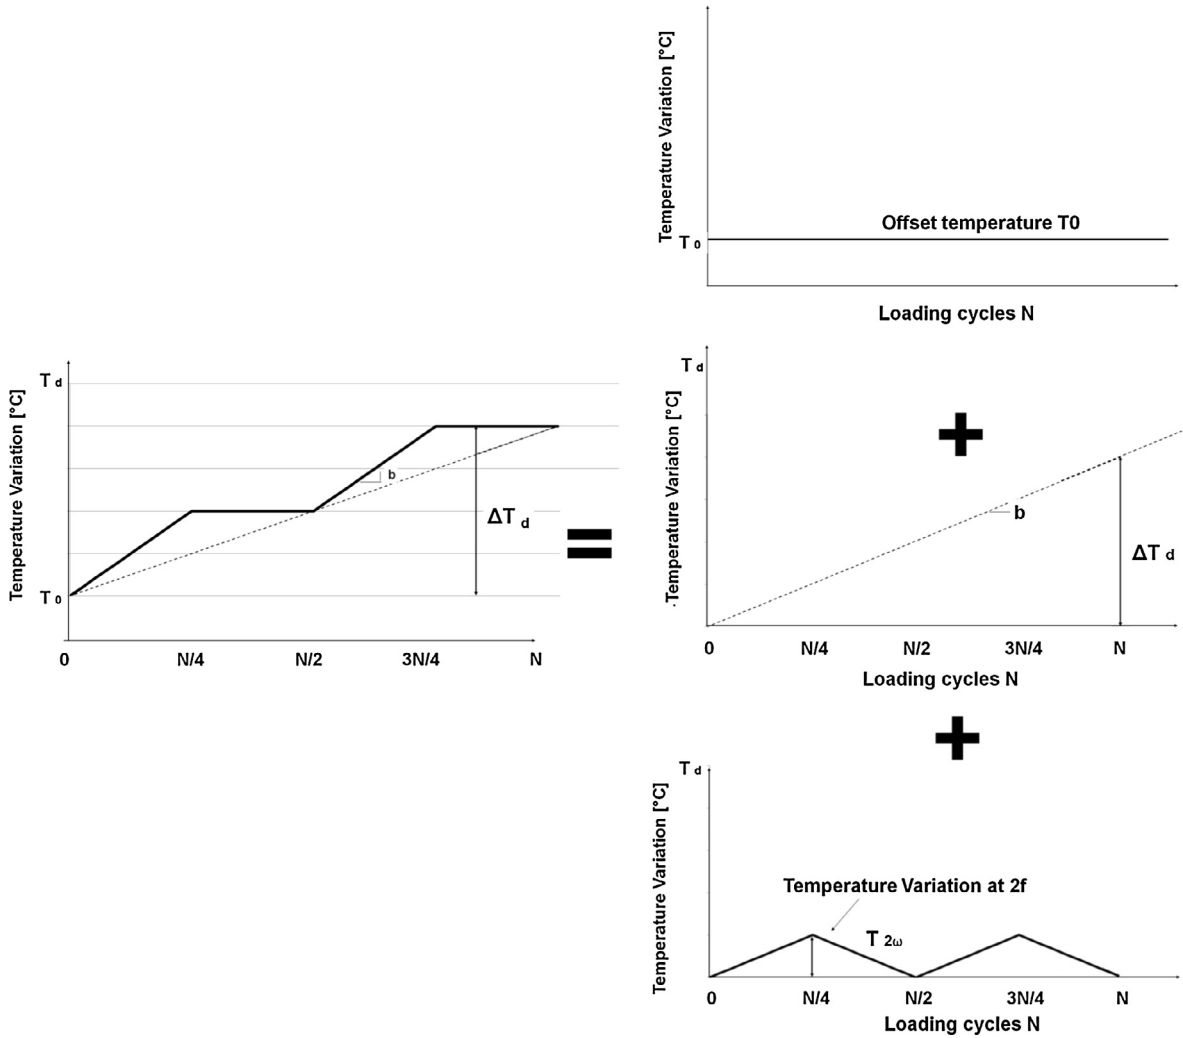 Temperature Variation [°C]
T d
T 0
b
ΔT d
0
N/4
N/2
3N/4
N
Temperature Variation [°C]
Offset temperature T0
T 0
Loading cycles N
T d
Temperature Variation [°C]
b
ΔT d
0
N/4
N/2
3N/4
N
Loading cycles N
T d
Temperature Variation [°C]
Temperature Variation at 2f
T 2ω
0
N/4
N/2
3N/4
N
Loading cycles N